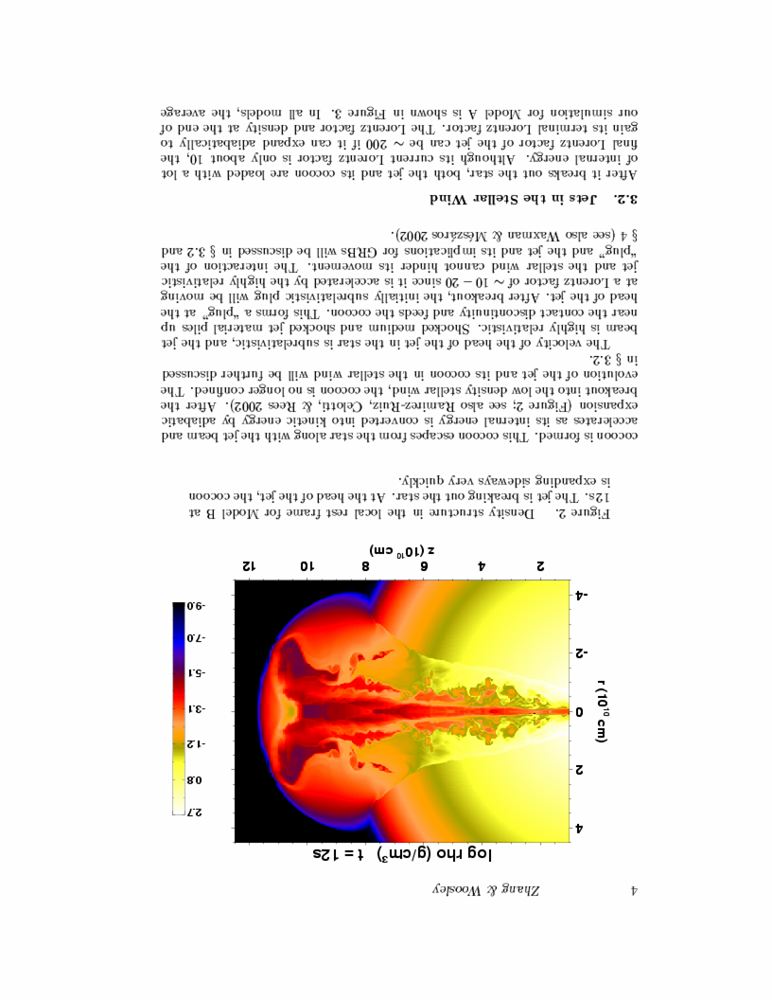 4 Zhang & Woosley
log rho (g/cm³) t = 12s
4
2
0
-2
-4
r (10¹⁰ cm)
2 4 6 8 10 12
z (10¹⁰ cm)
2.7
0.8
-1.2
-3.1
-5.1
-7.0
-9.0
Figure 2. Density structure in the local rest frame for Model B at
12s. The jet is breaking out the star. At the head of the jet, the cocoon
is expanding sideways very quickly.
cocoon is formed. This cocoon escapes from the star along with the jet beam and
accelerates as its internal energy is converted into kinetic energy by adiabatic
expansion (Figure 2; see also Ramirez-Ruiz, Celotti, & Rees 2002). After the
breakout into the low density stellar wind, the cocoon is no longer confined. The
evolution of the jet and its cocoon in the stellar wind will be further discussed
in § 3.2.
The velocity of the head of the jet in the star is subrelativistic, and the jet
beam is highly relativistic. Shocked medium and shocked jet material piles up
near the contact discontinuity and feeds the cocoon. This forms a “plug” at the
head of the jet. After breakout, the initially subrelativistic plug will be moving
at a Lorentz factor of ∼ 10 − 20 since it is accelerated by the highly relativistic
jet and the stellar wind cannot hinder its movement. The interaction of the
“plug” and the jet and its implications for GRBs will be discussed in § 3.2 and
§ 4 (see also Waxman & Mészáros 2002).
3.2. Jets in the Stellar Wind
After it breaks out the star, both the jet and its cocoon are loaded with a lot
of internal energy. Although its current Lorentz factor is only about 10, the
final Lorentz factor of the jet can be ∼ 200 if it can expand adiabatically to
gain its terminal Lorentz factor. The Lorentz factor and density at the end of
our simulation for Model A is shown in Figure 3. In all models, the average